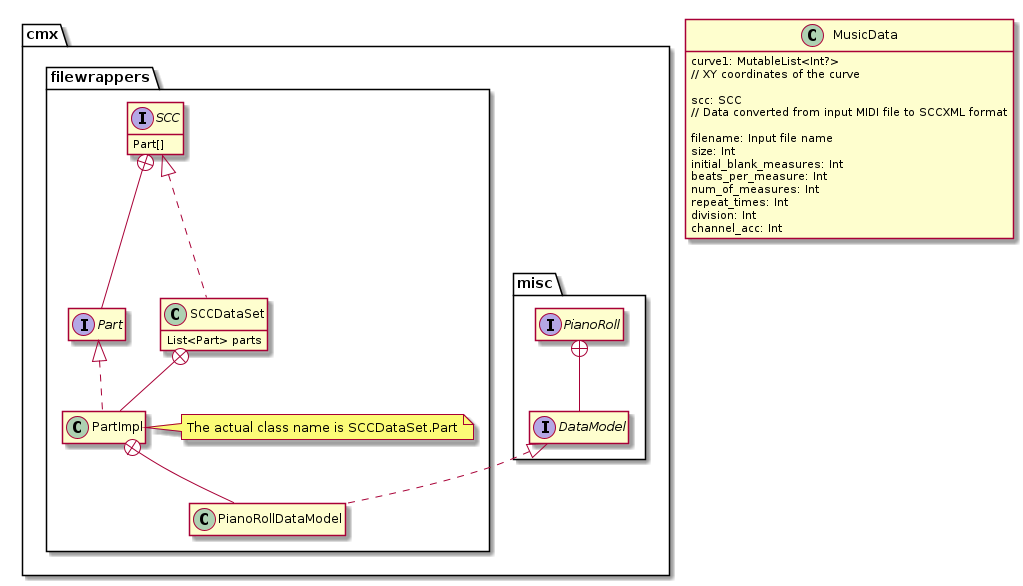 cmx
filewrappers
I SCC
Part[]
I Part
C SCCDataSet
List<Part> parts
C PartImpl
The actual class name is SCCDataSet.Part
C PianoRollDataModel
misc
I PianoRoll
I DataModel
C MusicData
curve1: MutableList<Int?>
// XY coordinates of the curve
scc: SCC
// Data converted from input MIDI file to SCCXML format
filename: Input file name
size: Int
initial_blank_measures: Int
beats_per_measure: Int
num_of_measures: Int
repeat_times: Int
division: Int
channel_acc: Int